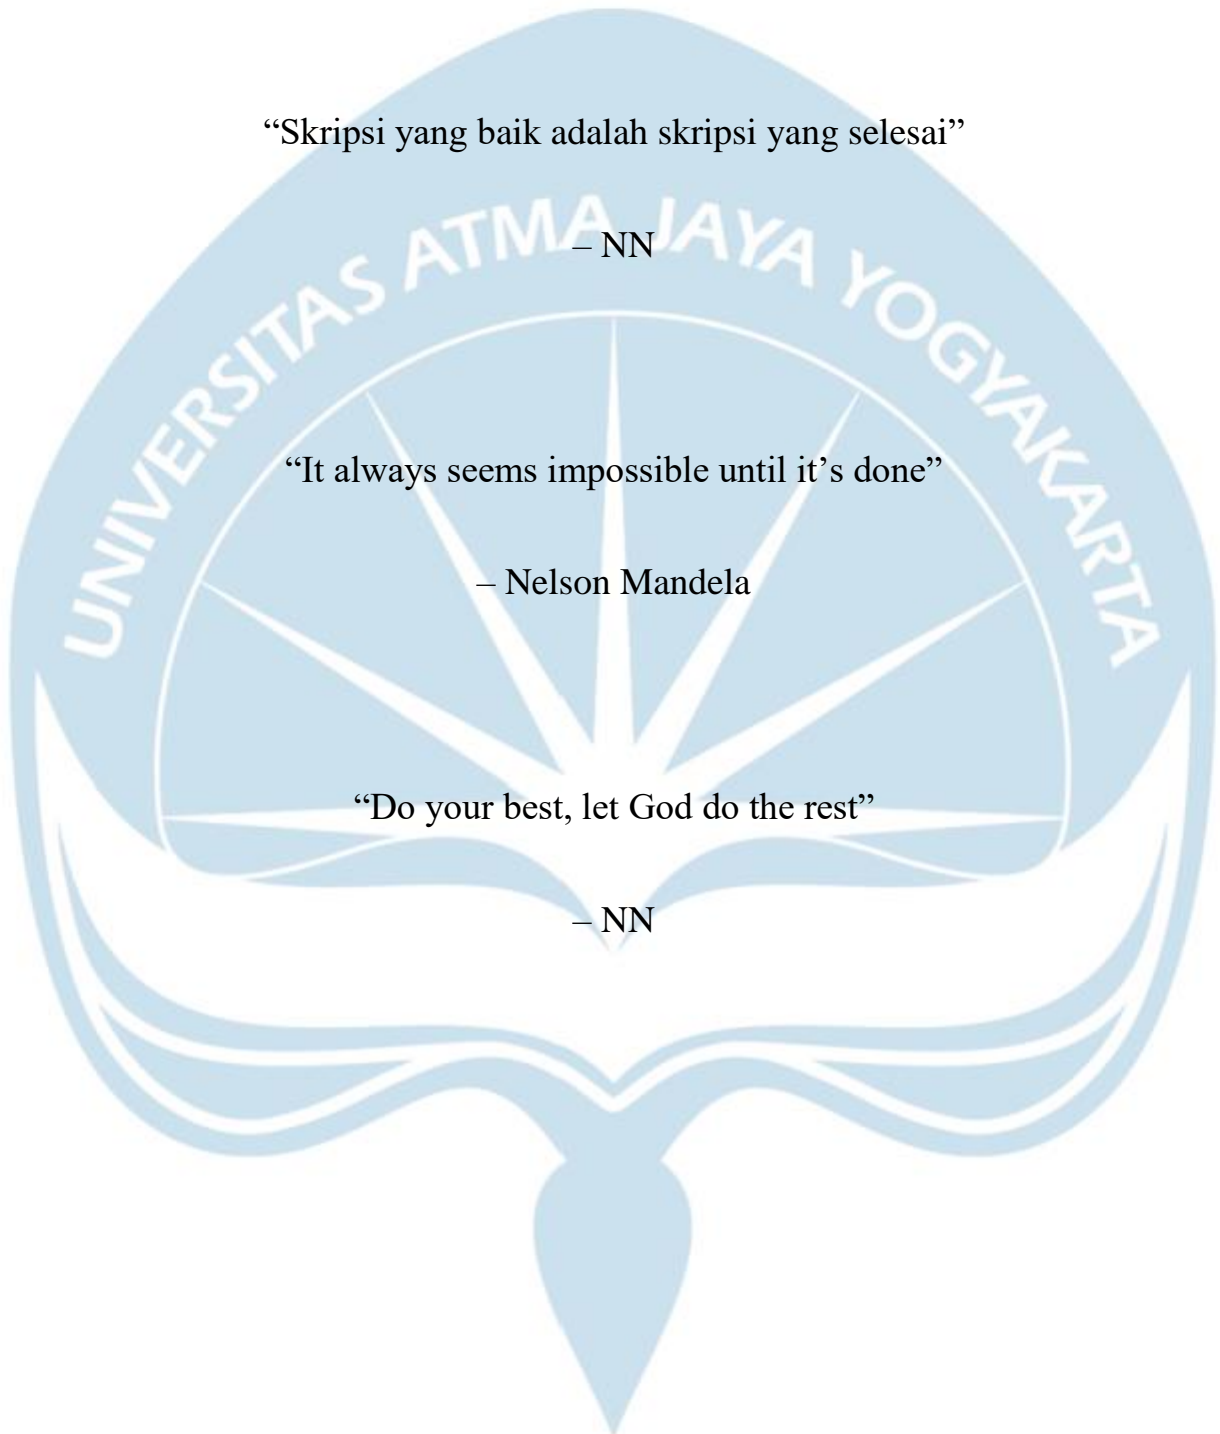 “Skripsi yang baik adalah skripsi yang selesai”
– NN
UNIVERSITAS ATMA JAYA YOGYAKARTA
“It always seems impossible until it’s done”
– Nelson Mandela
“Do your best, let God do the rest”
– NN